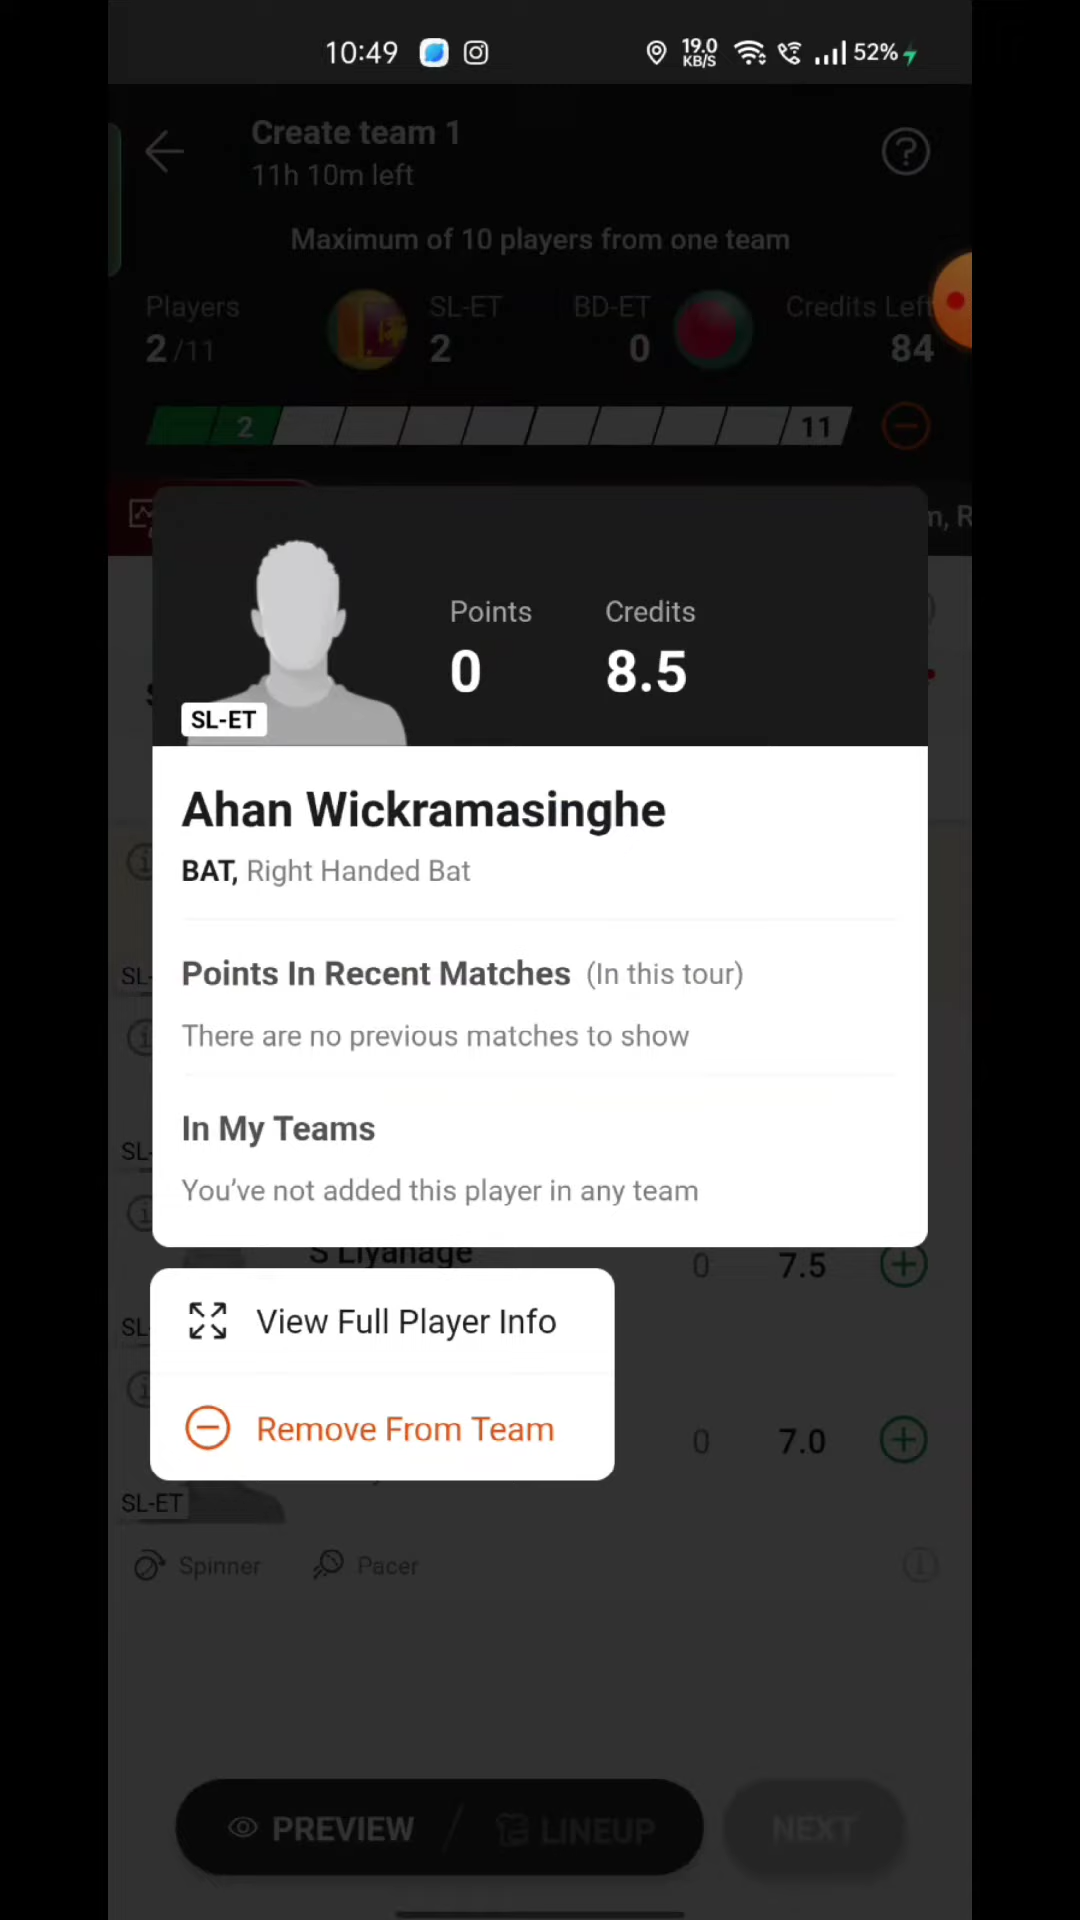 10:49 19.0 KB/S 52%
Create team 1
11h 10m left
Maximum of 10 players from one team
Players SL-ET BD-ET Credits Left
2/11 2 0 84
2 11
Points Credits
0 8.5
SL-ET
Ahan Wickramasinghe
BAT, Right Handed Bat
SL-
Points In Recent Matches (In this tour)
There are no previous matches to show
In My Teams
SL-
You’ve not added this player in any team
S Liyanage 0 7.5
SL-
View Full Player Info
Remove From Team
0 7.0
SL-ET
Spinner Pacer
PREVIEW / LINEUP NEXT